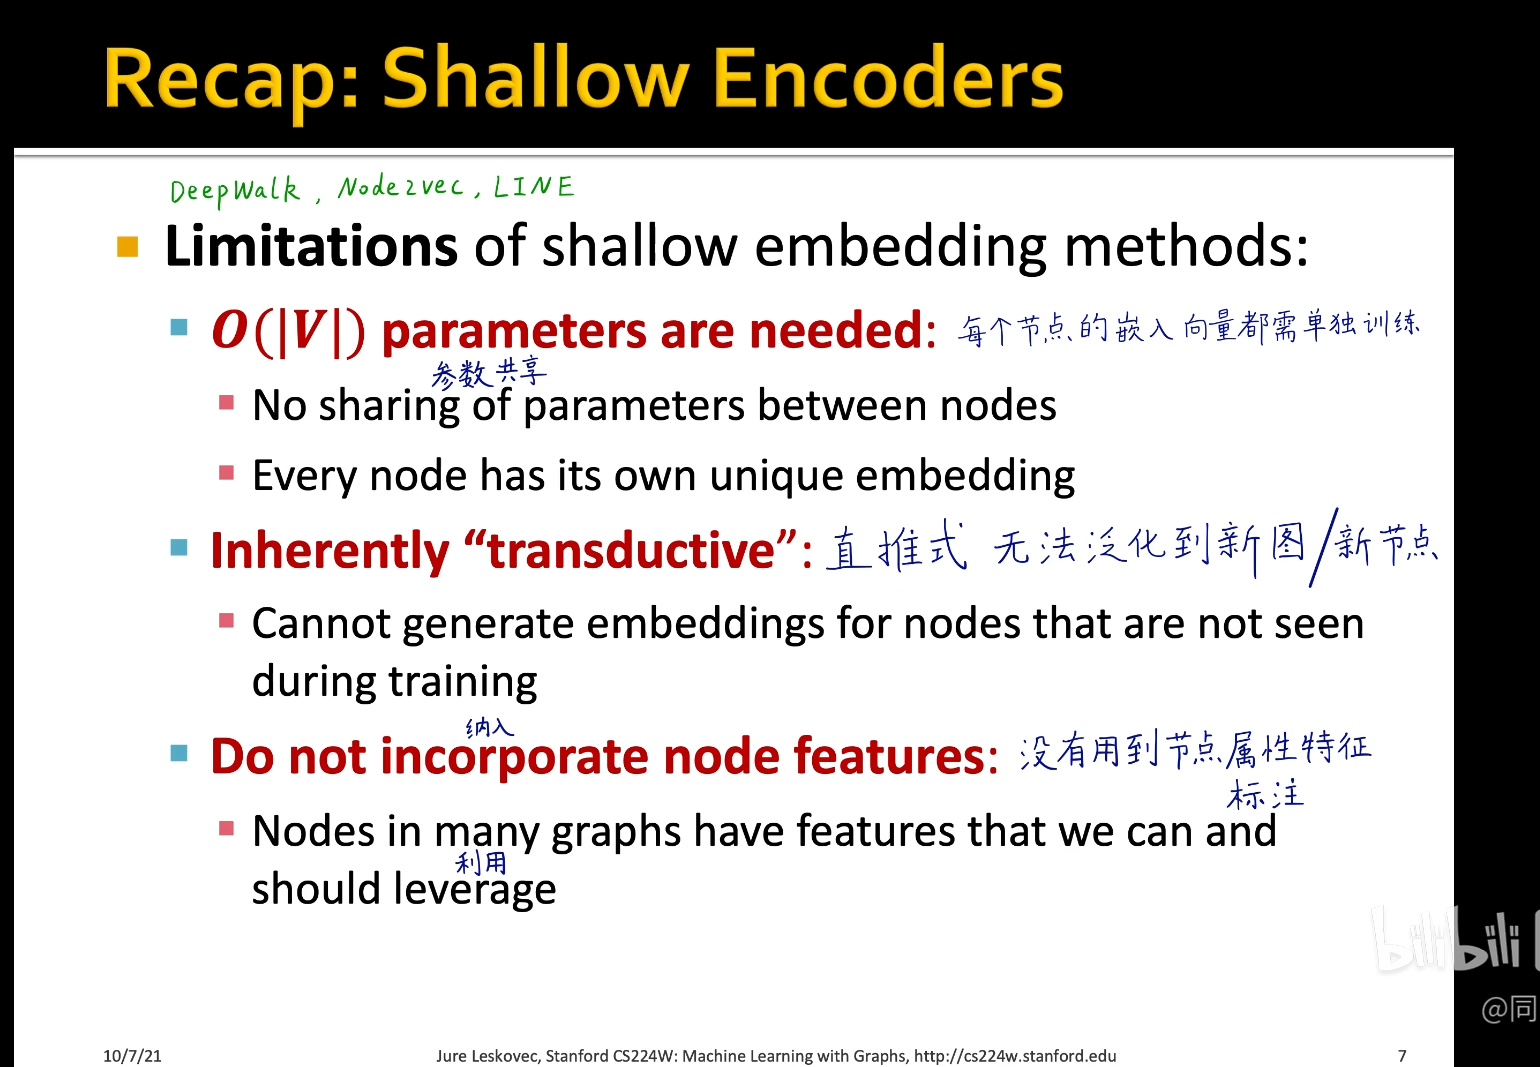 Recap: Shallow Encoders
DeepWalk, Node2vec, LINE
Limitations of shallow embedding methods:
O(|V|) parameters are needed: 每个节点的嵌入向量都需单独训练
参数共享
No sharing of parameters between nodes
Every node has its own unique embedding
Inherently “transductive”: 直推式 无法泛化到新图/新节点
Cannot generate embeddings for nodes that are not seen
during training
纳入
Do not incorporate node features: 没有用到节点属性特征
标注
Nodes in many graphs have features that we can and
利用
should leverage
bilibili
@同
10/7/21
Jure Leskovec, Stanford CS224W: Machine Learning with Graphs, http://cs224w.stanford.edu
7